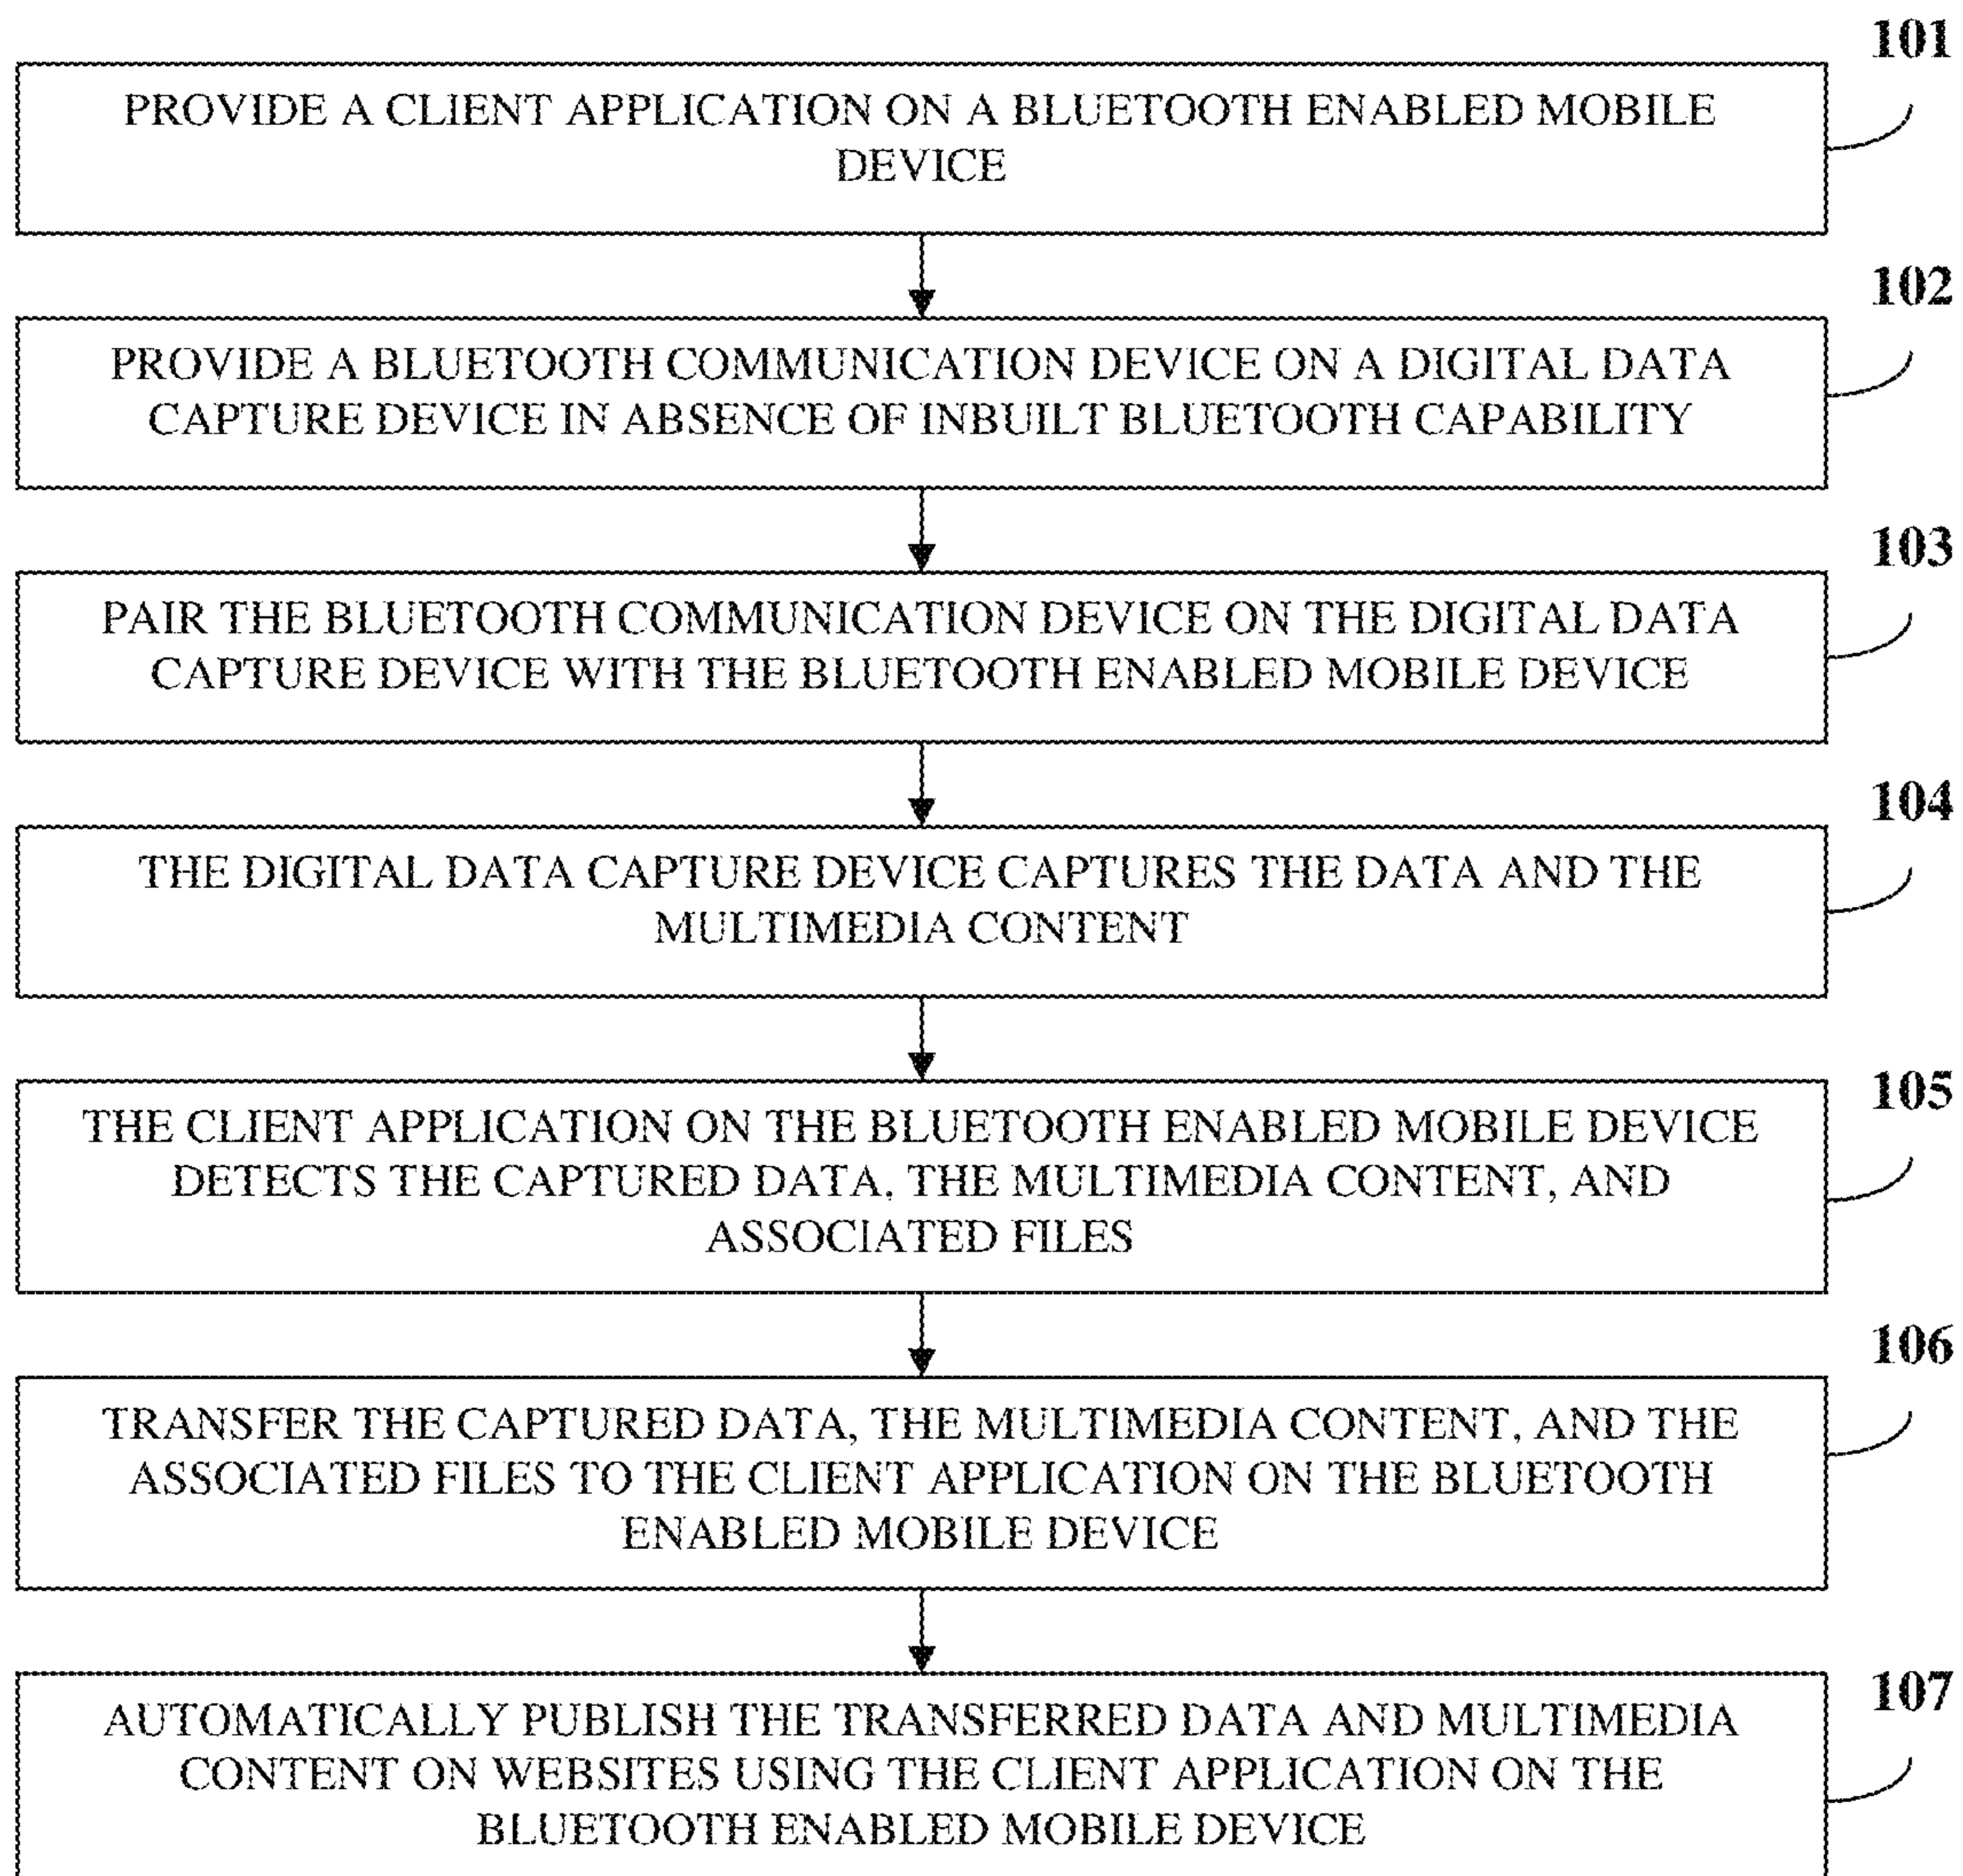 101
PROVIDE A CLIENT APPLICATION ON A BLUETOOTH ENABLED MOBILE
DEVICE
102
PROVIDE A BLUETOOTH COMMUNICATION DEVICE ON A DIGITAL DATA
CAPTURE DEVICE IN ABSENCE OF INBUILT BLUETOOTH CAPABILITY
103
PAIR THE BLUETOOTH COMMUNICATION DEVICE ON THE DIGITAL DATA
CAPTURE DEVICE WITH THE BLUETOOTH ENABLED MOBILE DEVICE
104
THE DIGITAL DATA CAPTURE DEVICE CAPTURES THE DATA AND THE
MULTIMEDIA CONTENT
105
THE CLIENT APPLICATION ON THE BLUETOOTH ENABLED MOBILE DEVICE
DETECTS THE CAPTURED DATA, THE MULTIMEDIA CONTENT, AND
ASSOCIATED FILES
106
TRANSFER THE CAPTURED DATA, THE MULTIMEDIA CONTENT, AND THE
ASSOCIATED FILES TO THE CLIENT APPLICATION ON THE BLUETOOTH
ENABLED MOBILE DEVICE
107
AUTOMATICALLY PUBLISH THE TRANSFERRED DATA AND MULTIMEDIA
CONTENT ON WEBSITES USING THE CLIENT APPLICATION ON THE
BLUETOOTH ENABLED MOBILE DEVICE